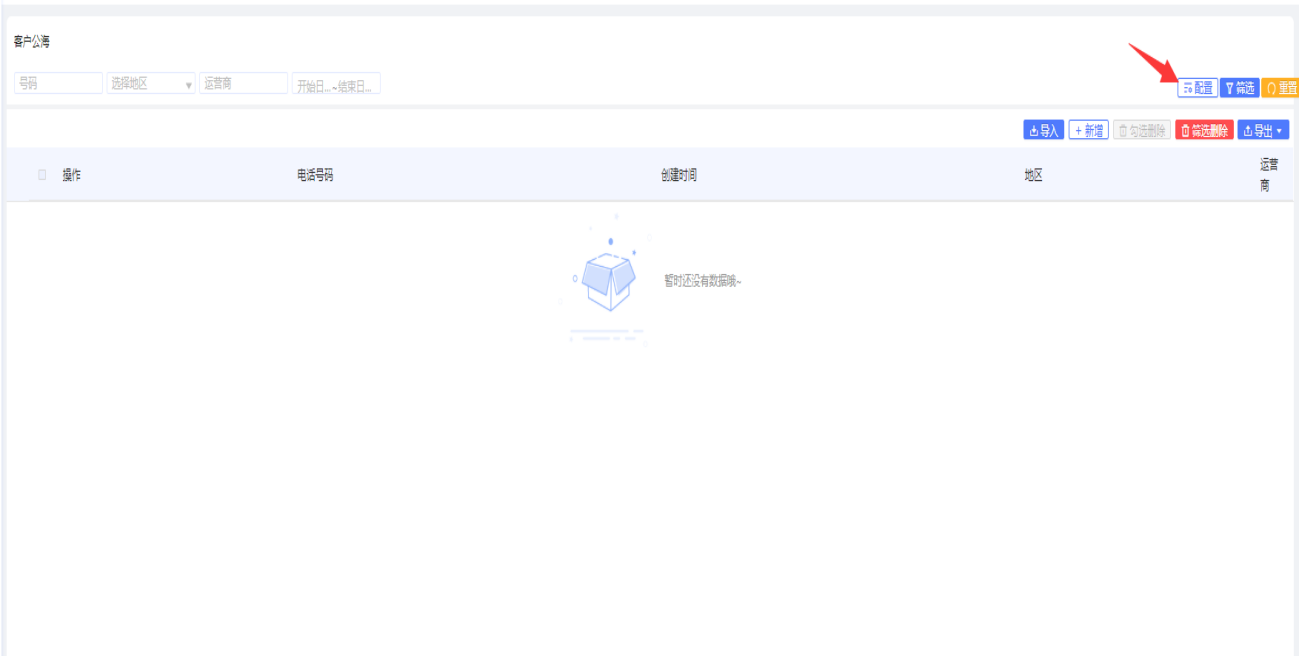 客户公海
号码 选择地区 运营商 开始日...~结束日...
配置 筛选 重置
导入 + 新增 勾选删除 筛选删除 导出
操作 电话号码 创建时间 地区 运营
商
暂时还没有数据哦~